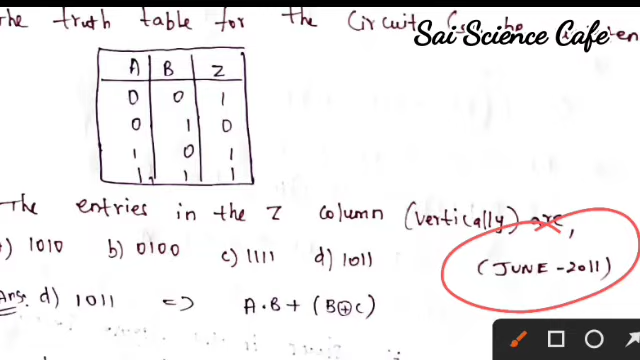 The truth table for the Circuit
Sai Science Cafe
A B Z
0 0 1
0 1 0
1 0 1
1 1 1
The entries in the Z column (vertically) are,
) 1010 b) 0100 c) 1111 d) 1011
(JUNE - 2011)
Ans. d) 1011 => A·B + (B⊕C)